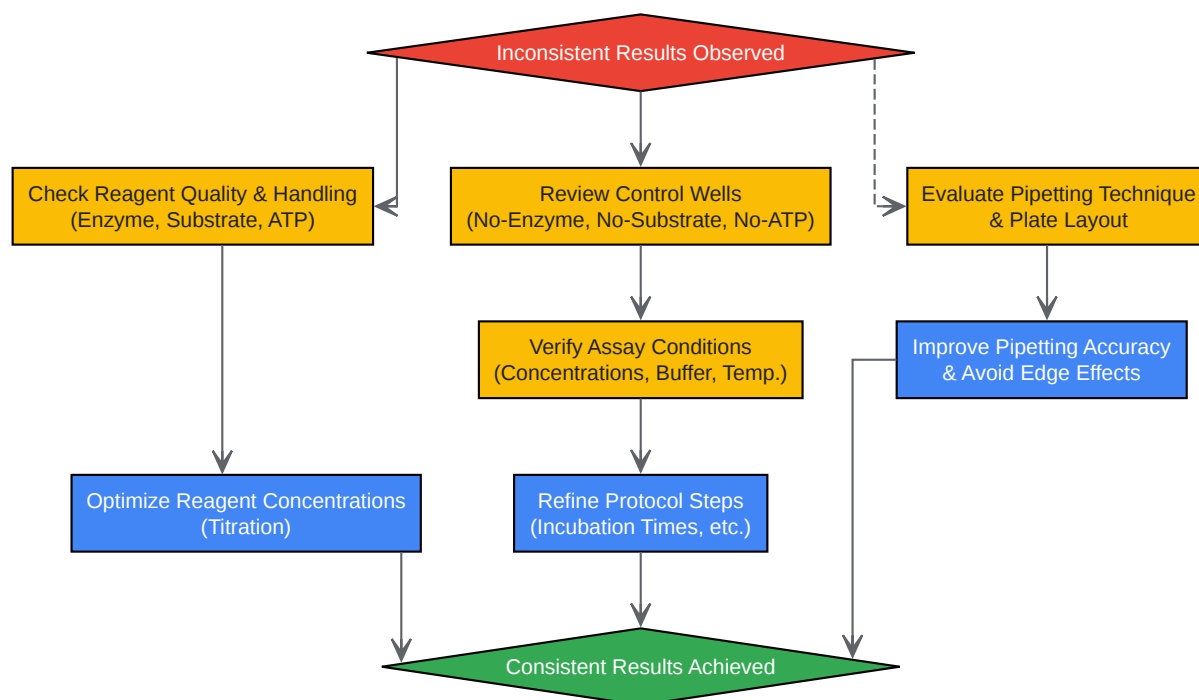 Inconsistent Results Observed
Check Reagent Quality & Handling
(Enzyme, Substrate, ATP)
Review Control Wells
(No-Enzyme, No-Substrate, No-ATP)
Evaluate Pipetting Technique
& Plate Layout
Verify Assay Conditions
(Concentrations, Buffer, Temp.)
Improve Pipetting Accuracy
& Avoid Edge Effects
Optimize Reagent Concentrations
(Titration)
Refine Protocol Steps
(Incubation Times, etc.)
Consistent Results Achieved